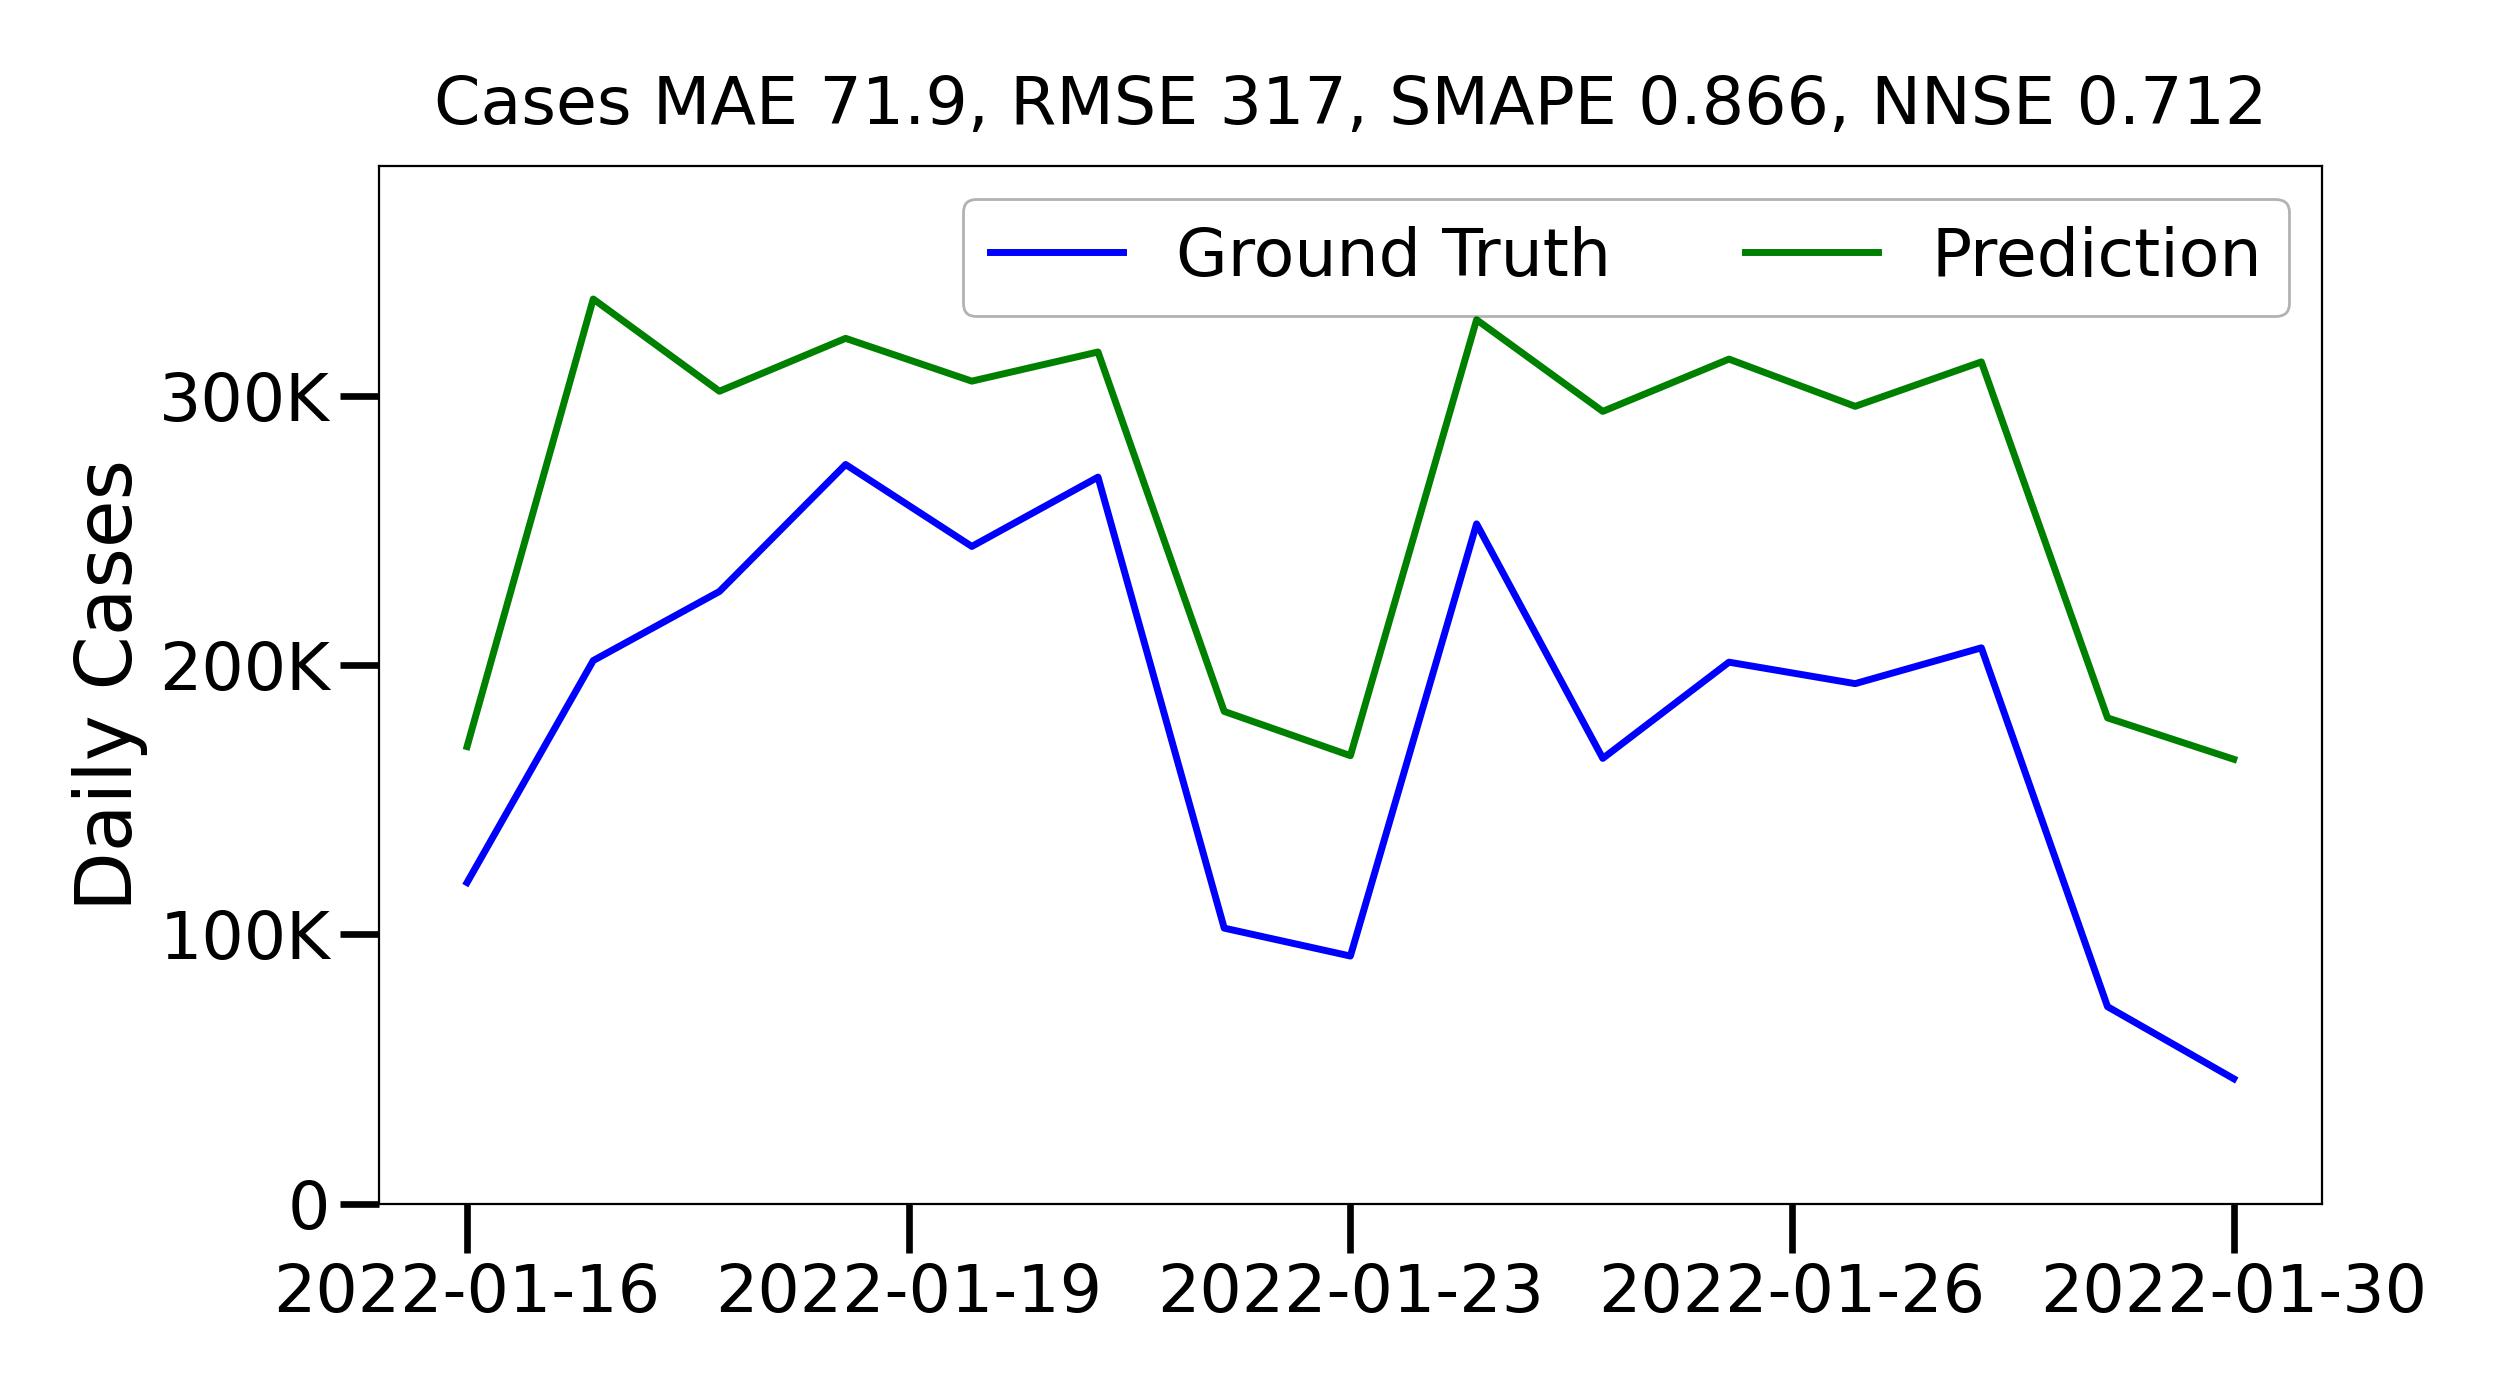 Cases MAE 71.9, RMSE 317, SMAPE 0.866, NNSE 0.712
Ground Truth
Prediction
Daily Cases
300K
200K
100K
0
2022-01-16
2022-01-19
2022-01-23
2022-01-26
2022-01-30